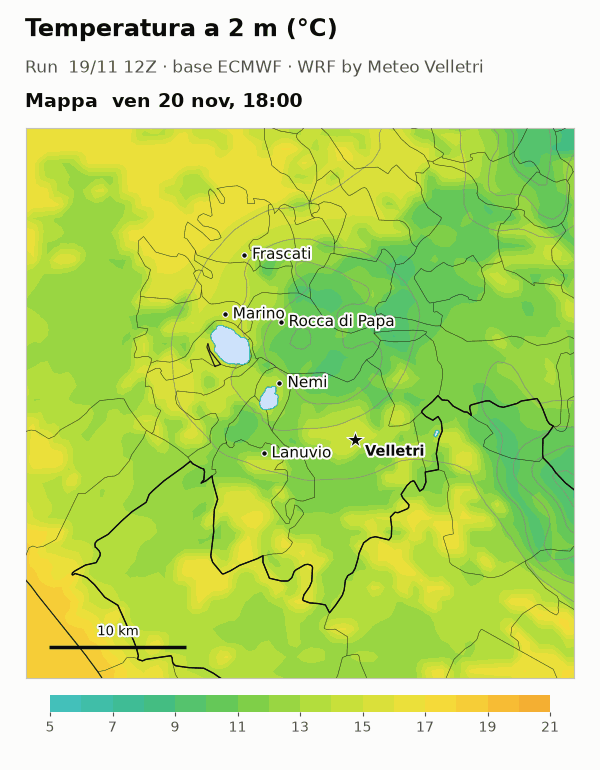 Temperatura a 2 m (°C)
Run  19/11 12Z · base ECMWF · WRF by Meteo Velletri
Mappa  ven 20 nov, 18:00
Frascati
Marino
Rocca di Papa
Nemi
Velletri
Lanuvio
10 km
5 7 9 11 13 15 17 19 21